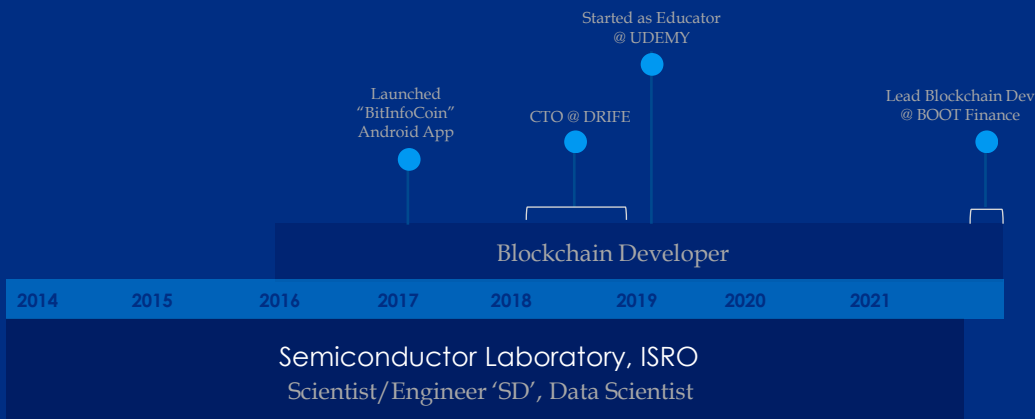 Started as Educator
@ UDEMY
Launched
“BitInfoCoin”
Android App
CTO @ DRIFE
Lead Blockchain Dev
@ BOOT Finance
Blockchain Developer
2014 2015 2016 2017 2018 2019 2020 2021
Semiconductor Laboratory, ISRO
Scientist/Engineer ‘SD’, Data Scientist